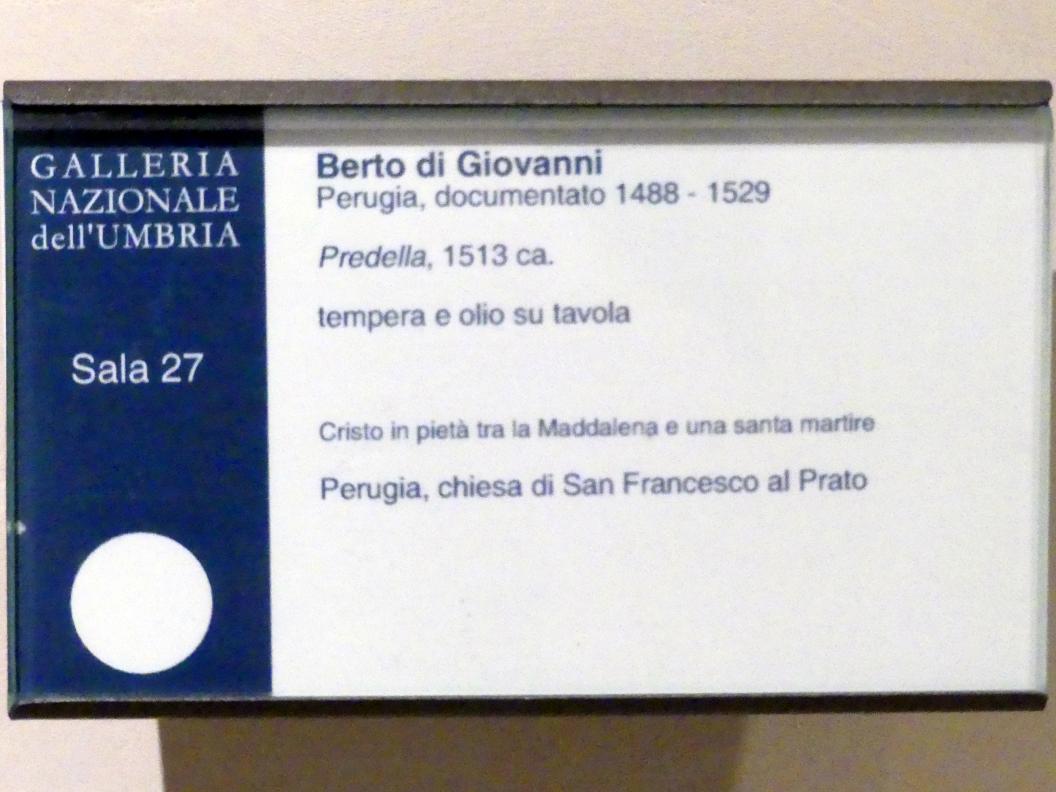 GALLERIA
NAZIONALE
dell'UMBRIA
Sala 27
Berto di Giovanni
Perugia, documentato 1488 - 1529
Predella, 1513 ca.
tempera e olio su tavola
Cristo in pietà tra la Maddalena e una santa martire
Perugia, chiesa di San Francesco al Prato